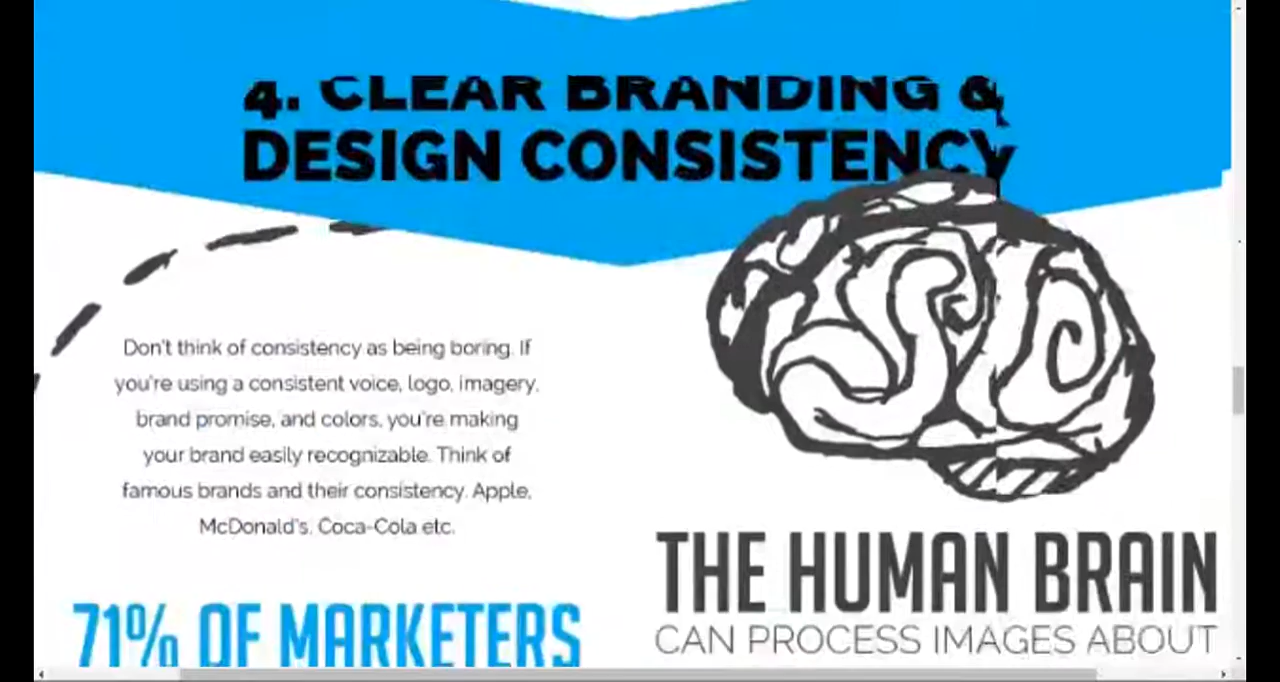 4. CLEAR BRANDING &
DESIGN CONSISTENCY
Don't think of consistency as being boring. If
you're using a consistent voice, logo, imagery,
brand promise, and colors, you're making
your brand easily recognizable. Think of
famous brands and their consistency. Apple,
McDonald's, Coca-Cola etc.
71% OF MARKETERS
THE HUMAN BRAIN
CAN PROCESS IMAGES ABOUT